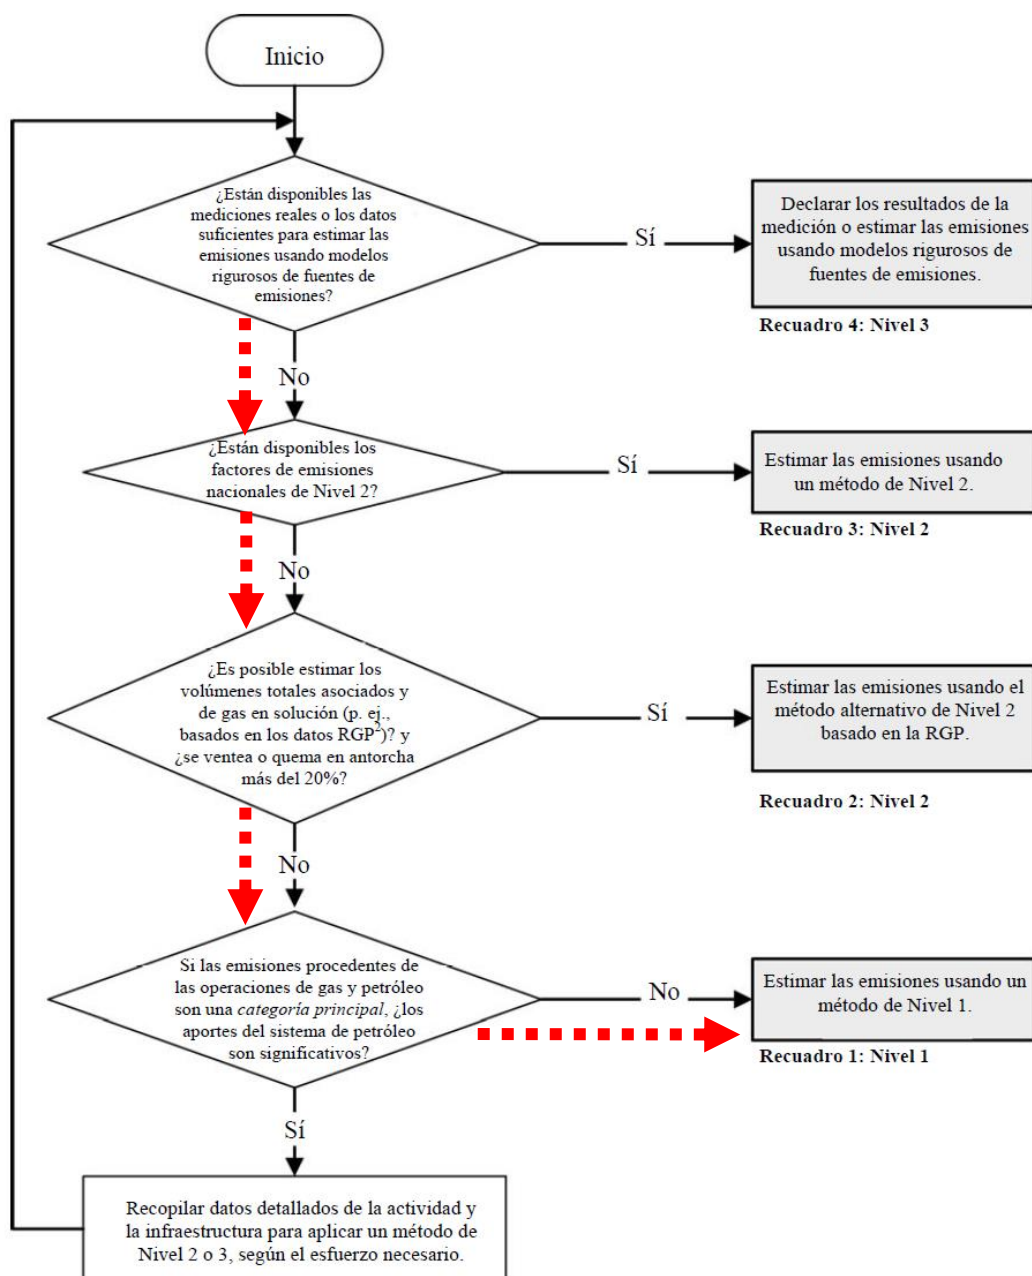 Inicio
¿Están disponibles las
mediciones reales o los datos
suficientes para estimar las
emisiones usando modelos
rigurosos de fuentes de
emisiones?
Sí
Declarar los resultados de la
medición o estimar las emisiones
usando modelos rigurosos de
fuentes de emisiones.
Recuadro 4: Nivel 3
No
¿Están disponibles los
factores de emisiones
nacionales de Nivel 2?
Sí
Estimar las emisiones usando
un método de Nivel 2.
Recuadro 3: Nivel 2
No
¿Es posible estimar los
volúmenes totales asociados y
de gas en solución (p. ej.,
basados en los datos RGP²)? y
¿se ventea o quema en antorcha
más del 20%?
Sí
Estimar las emisiones usando el
método alternativo de Nivel 2
basado en la RGP.
Recuadro 2: Nivel 2
No
Si las emisiones procedentes de
las operaciones de gas y petróleo
son una categoría principal, ¿los
aportes del sistema de petróleo
son significativos?
No
Estimar las emisiones usando un
método de Nivel 1.
Recuadro 1: Nivel 1
Sí
Recopilar datos detallados de la actividad y
la infraestructura para aplicar un método de
Nivel 2 o 3, según el esfuerzo necesario.